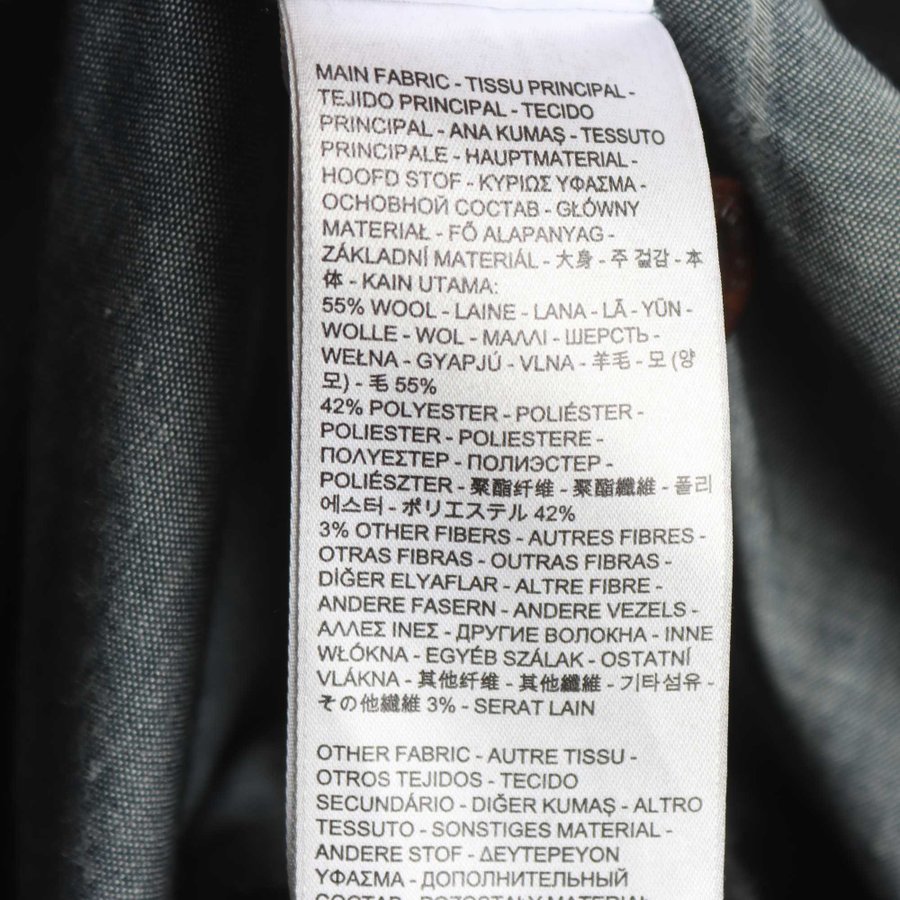 MAIN FABRIC - TISSU PRINCIPAL -
TEJIDO PRINCIPAL - TECIDO
PRINCIPAL - ANA KUMAŞ - TESSUTO
PRINCIPALE - HAUPTMATERIAL -
HOOFD STOF - ΚΥΡΙΩΣ ΥΦΑΣΜΑ -
ОСНОВНОЙ СОСТАВ - GŁÓWNY
MATERIAŁ - FŐ ALAPANYAG -
ZÁKLADNÍ MATERIÁL - 大身 - 주 겉감 - 本
体 - KAIN UTAMA:
55% WOOL - LAINE - LANA - LÃ - YÜN -
WOLLE - WOL - ΜΑΛΛΙ - ШЕРСТЬ -
WEŁNA - GYAPJÚ - VLNA - 羊毛 - 모 (양
모) - 毛 55%
42% POLYESTER - POLIÉSTER -
POLIESTER - POLIESTERE -
ΠΟΛΥΕΣΤΕΡ - ПОЛИЭСТЕР -
POLIÉSZTER - 聚酯纤维 - 聚酯纖維 - 폴리
에스터 - ポリエステル 42%
3% OTHER FIBERS - AUTRES FIBRES -
OTRAS FIBRAS - OUTRAS FIBRAS -
DİĞER ELYAFLAR - ALTRE FIBRE -
ANDERE FASERN - ANDERE VEZELS -
ΑΛΛΕΣ ΙΝΕΣ - ДРУГИЕ ВОЛОКНА - INNE
WŁÓKNA - EGYÉB SZÁLAK - OSTATNÍ
VLÁKNA - 其他纤维 - 其他纖維 - 기타섬유 -
その他繊維 3% - SERAT LAIN
OTHER FABRIC - AUTRE TISSU -
OTROS TEJIDOS - TECIDO
SECUNDÁRIO - DIĞER KUMAŞ - ALTRO
TESSUTO - SONSTIGES MATERIAL -
ANDERE STOF - ΔΕΥΤΕΡΕΥΟΝ
ΥΦΑΣΜΑ - ДОПОЛНИТЕЛЬНЫЙ
СОСТАВ - POZOSTAŁY MATERIAŁ